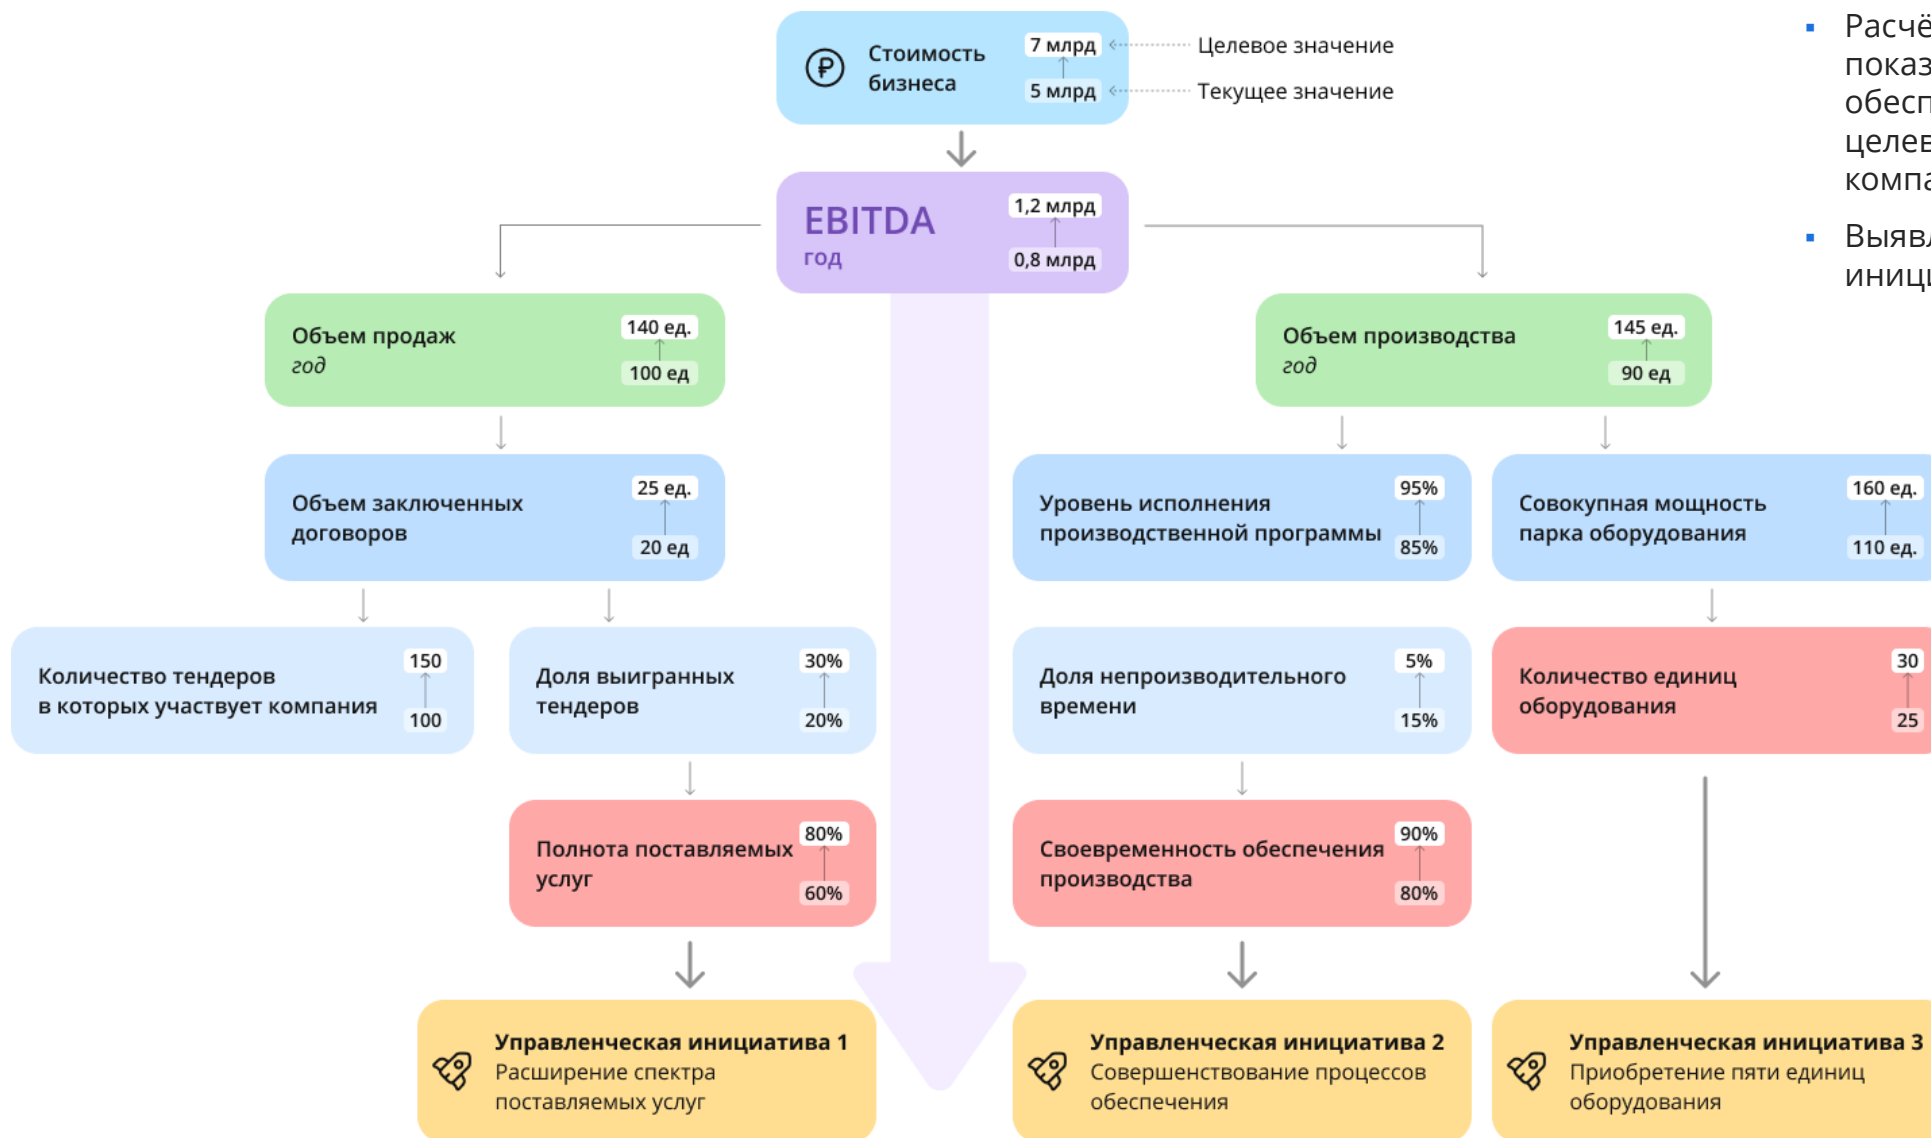 Стоимость
бизнеса
7 млрд
5 млрд
Целевое значение
Текущее значение
EBITDA
год
1,2 млрд
0,8 млрд
Объем продаж
год
140 ед.
100 ед
Объем производства
год
145 ед.
90 ед
Объем заключенных
договоров
25 ед.
20 ед
Уровень исполнения
производственной программы
95%
85%
Совокупная мощность
парка оборудования
160 ед.
110 ед.
Количество тендеров
в которых участвует компания
150
100
Доля выигранных
тендеров
30%
20%
Доля непроизводительного
времени
5%
15%
Количество единиц
оборудования
30
25
Полнота поставляемых
услуг
80%
60%
Своевременность обеспечения
производства
90%
80%
Управленческая инициатива 1
Расширение спектра
поставляемых услуг
Управленческая инициатива 2
Совершенствование процессов
обеспечения
Управленческая инициатива 3
Приобретение пяти единиц
оборудования